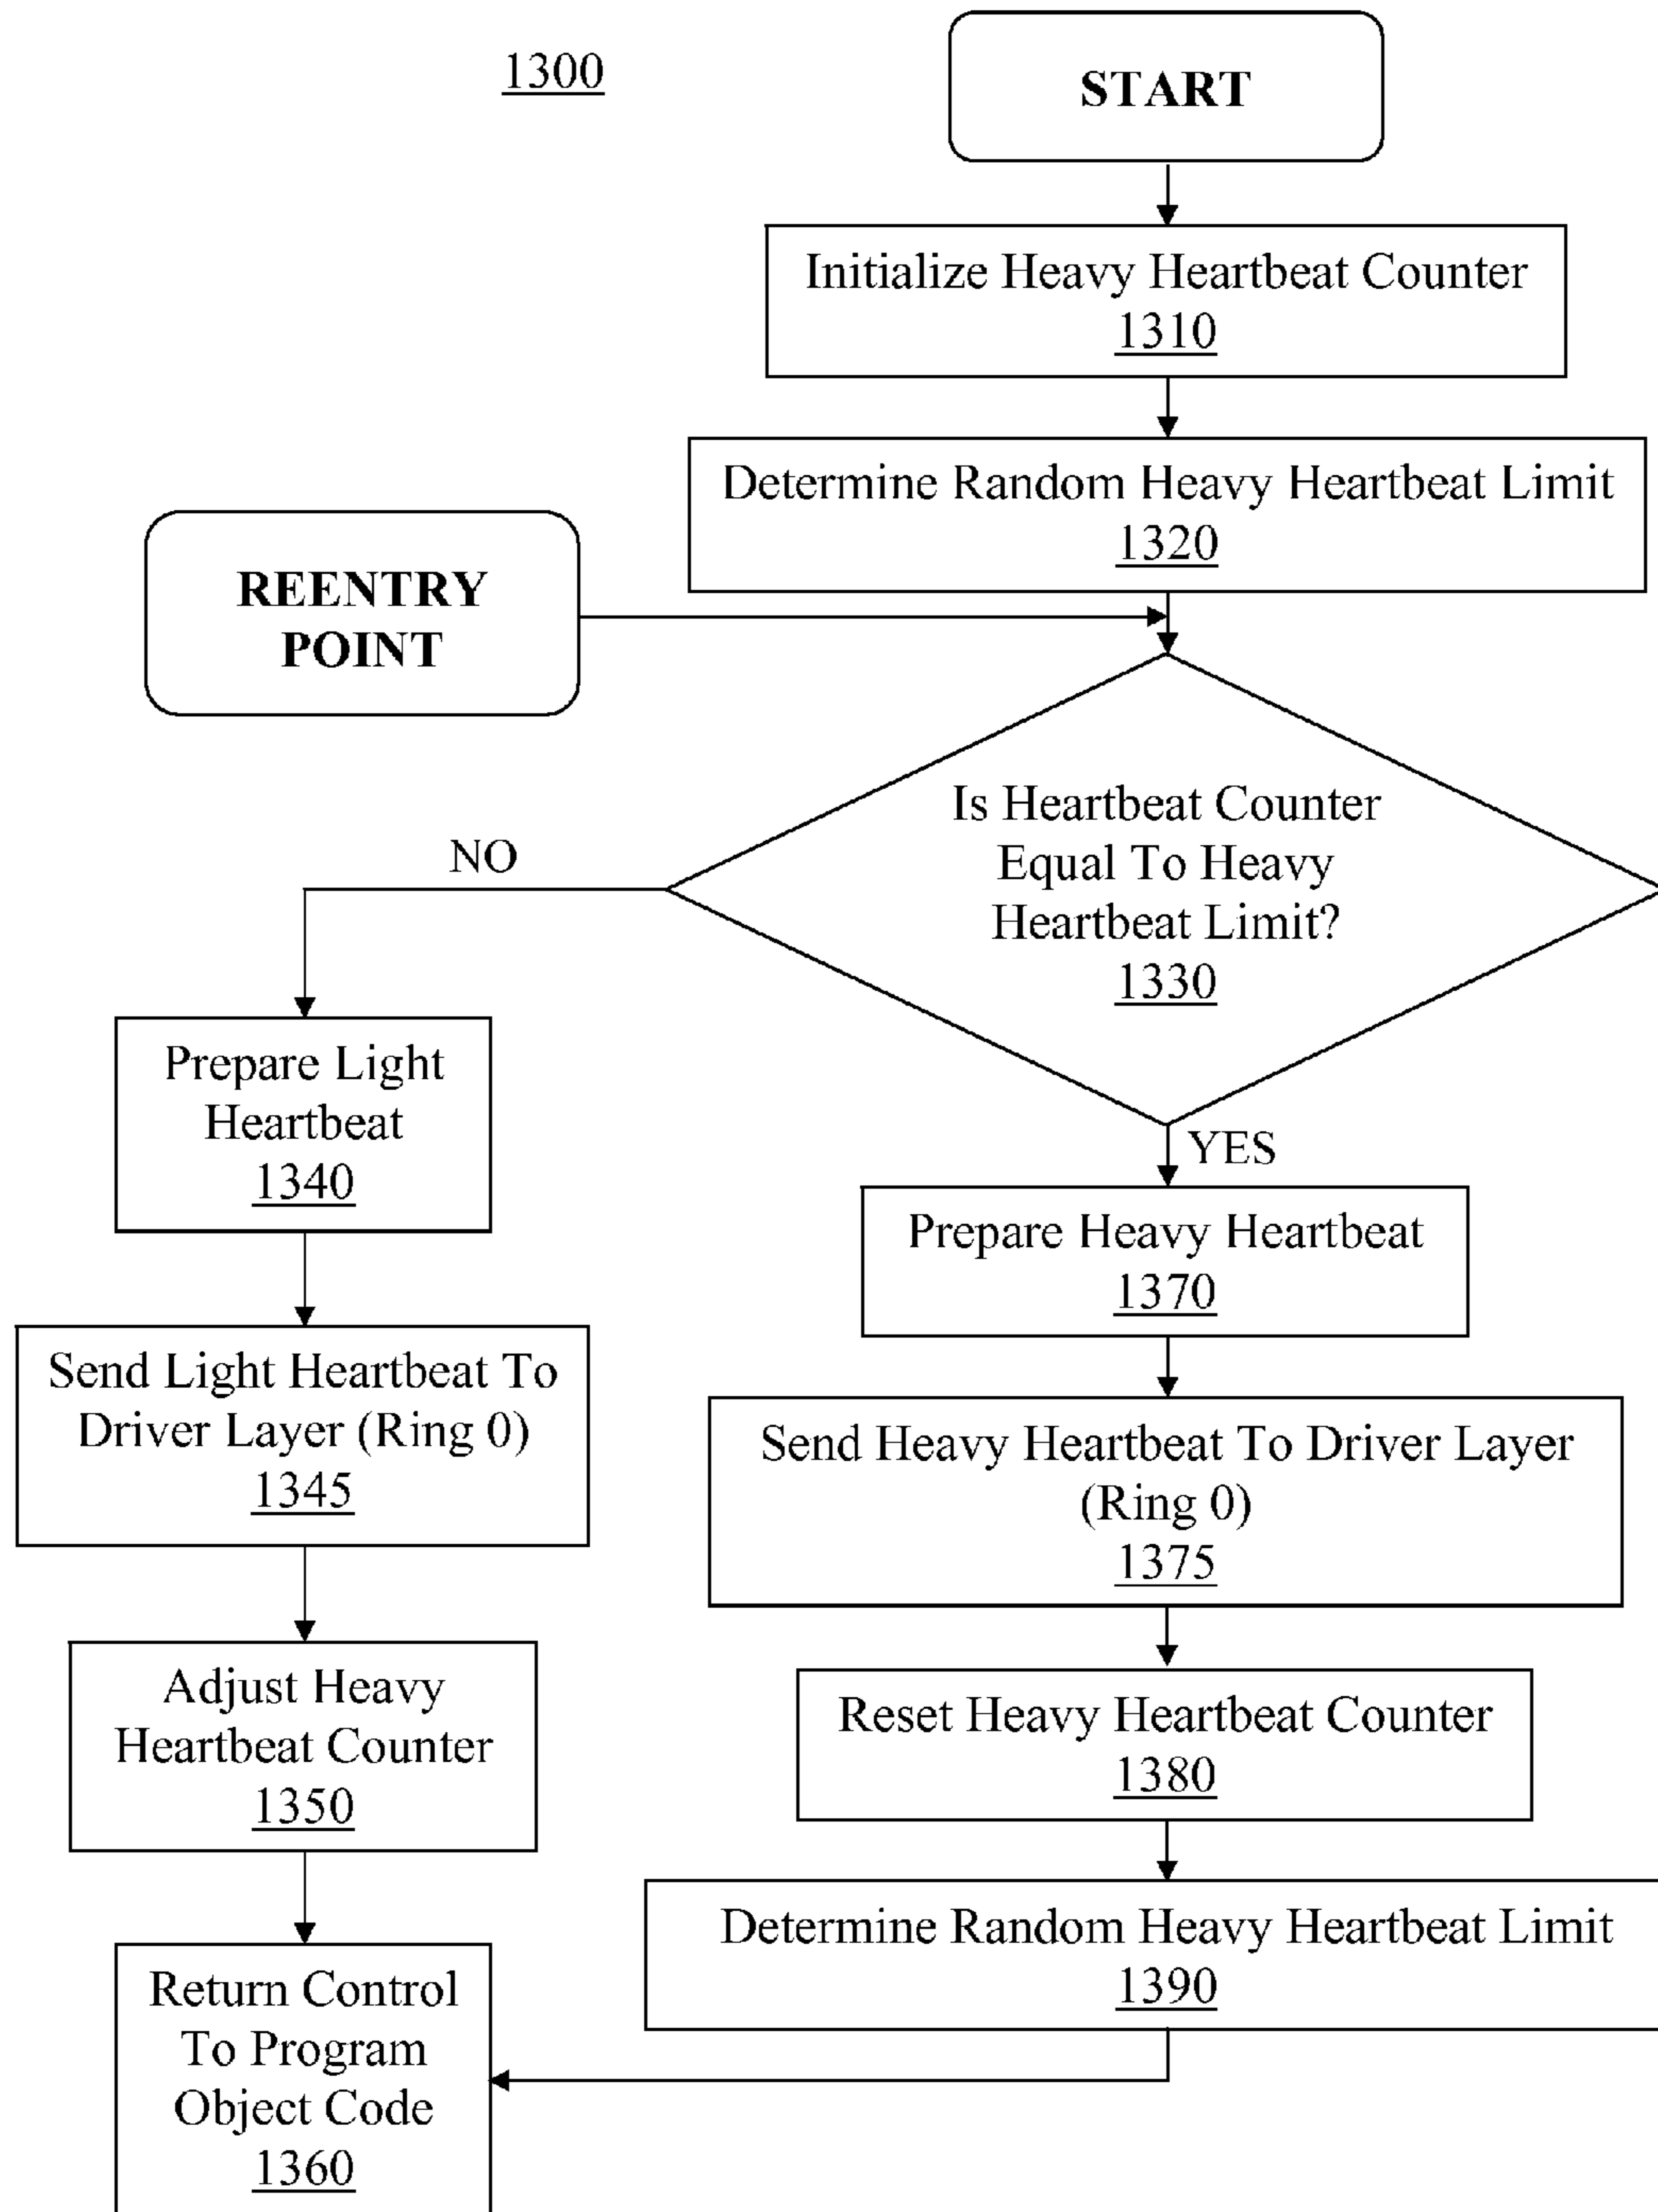 1300
START
Initialize Heavy Heartbeat Counter
1310
Determine Random Heavy Heartbeat Limit
1320
REENTRY
POINT
Is Heartbeat Counter
Equal To Heavy
Heartbeat Limit?
1330
NO
YES
Prepare Light
Heartbeat
1340
Send Light Heartbeat To
Driver Layer (Ring 0)
1345
Adjust Heavy
Heartbeat Counter
1350
Return Control
To Program
Object Code
1360
Prepare Heavy Heartbeat
1370
Send Heavy Heartbeat To Driver Layer
(Ring 0)
1375
Reset Heavy Heartbeat Counter
1380
Determine Random Heavy Heartbeat Limit
1390